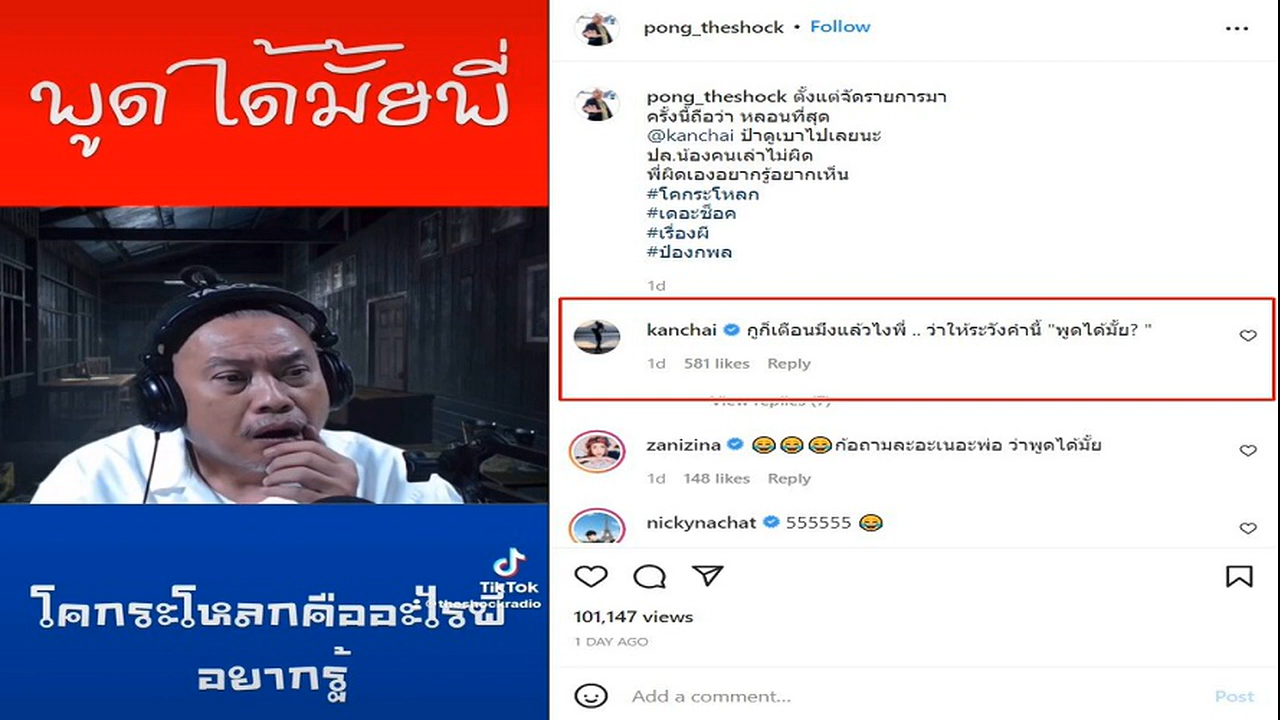 พูดได้มั้ยพี่
TikTok
@theshockradio
โคกระโหลกคืออะไรพี่
อยากรู้
pong_theshock • Follow
pong_theshock ตั้งแต่จัดรายการมา
ครั้งนี้ถือว่า หลอนที่สุด
@kanchai ป้าดูเบาไปเลยนะ
ปล.น้องคนเล่าไม่ผิด
พี่ผิดเองอยากรู้อยากเห็น
#โคกระโหลก
#เดอะช็อค
#เรื่องผี
#ป๋องกพล
1d
kanchai กูก็เตือนมึงแล้วไงพี่ .. ว่าให้ระวังคำนี้ "พูดได้มั้ย? "
1d 581 likes Reply
View replies (7)
zanizina 😂😂😂ก้อถามละอะเนอะพ่อ ว่าพูดได้มั้ย
1d 148 likes Reply
nickynachat 555555 😂
101,147 views
1 DAY AGO
Add a comment... Post